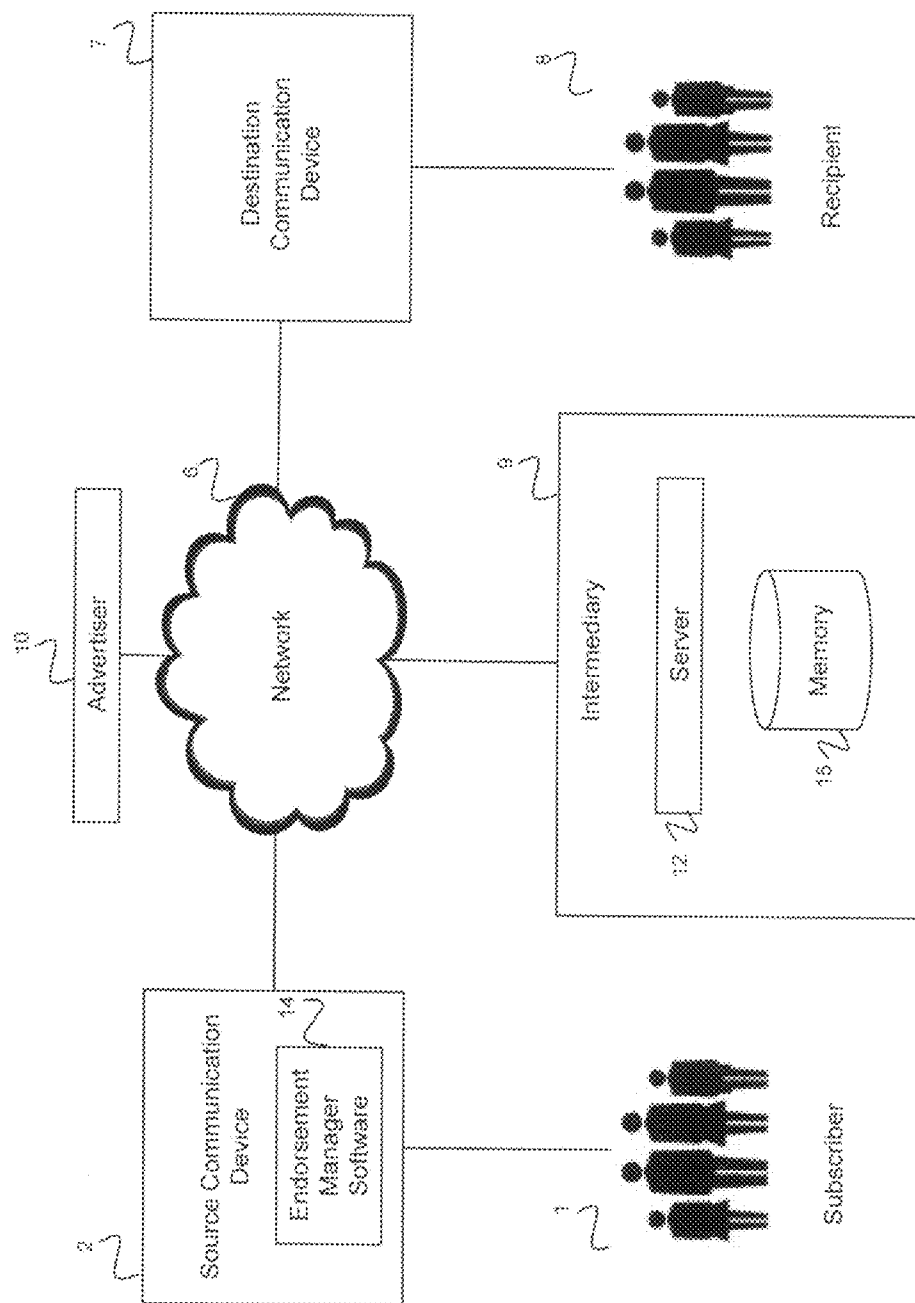 10
Advertiser
2
7
Source Communication
Device
14
Endorsement
Manager
Software
6
Network
Destination
Communication
Device
1
Subscriber
9
Intermediary
12
Server
15
Memory
8
Recipient